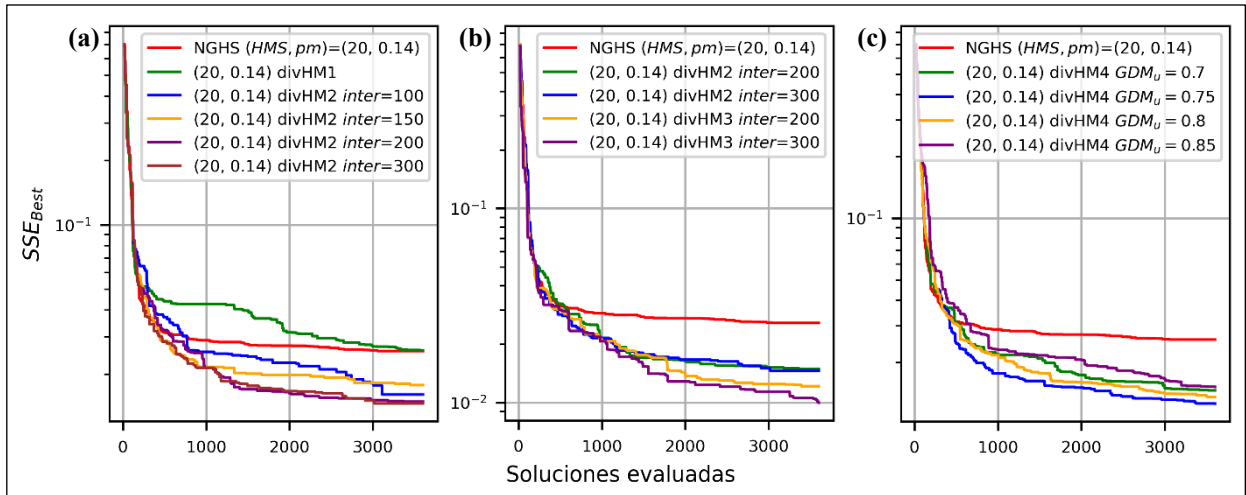 (a)
NGHS (HMS, pm)=(20, 0.14)
(20, 0.14) divHM1
(20, 0.14) divHM2 inter=100
(20, 0.14) divHM2 inter=150
(20, 0.14) divHM2 inter=200
(20, 0.14) divHM2 inter=300
(b)
NGHS (HMS, pm)=(20, 0.14)
(20, 0.14) divHM2 inter=200
(20, 0.14) divHM2 inter=300
(20, 0.14) divHM3 inter=200
(20, 0.14) divHM3 inter=300
(c)
NGHS (HMS, pm)=(20, 0.14)
(20, 0.14) divHM4 GDM_u = 0.7
(20, 0.14) divHM4 GDM_u = 0.75
(20, 0.14) divHM4 GDM_u = 0.8
(20, 0.14) divHM4 GDM_u = 0.85
SSE_Best
10⁻¹
10⁻¹
10⁻²
10⁻¹
0 1000 2000 3000
0 1000 2000 3000
0 1000 2000 3000
Soluciones evaluadas